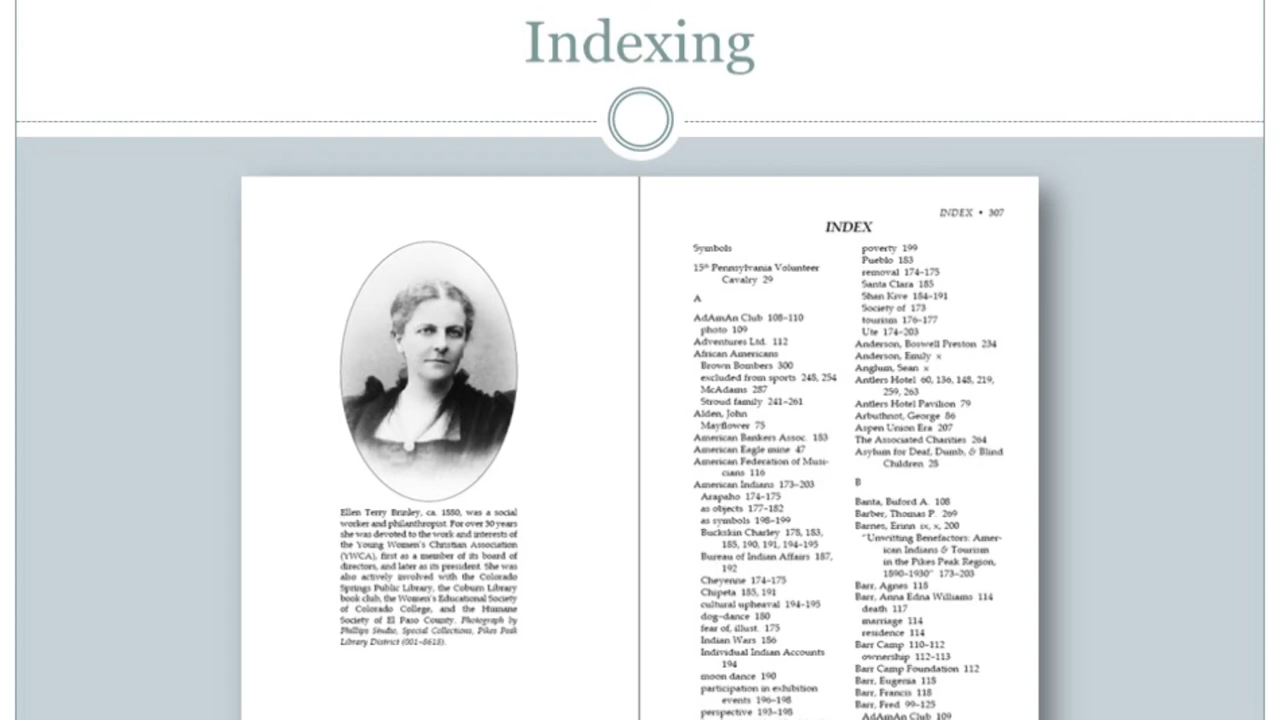 Indexing
Ellen Terry Brinley, ca. 1880, was a social
worker and philanthropist. For over 30 years
she was devoted to the work and interests of
the Young Women's Christian Association
(YWCA), first as a member of its board of
directors, and later as its president. She was
also actively involved with the Colorado
Springs Public Library, the Coburn Library
book club, the Women's Educational Society
of Colorado College, and the Humane
Society of El Paso County. Photograph by
Phillips Studio, Special Collections, Pikes Peak
Library District (001-8618).
INDEX • 307
INDEX
Symbols
15th Pennsylvania Volunteer
Cavalry 29
A
AdAmAn Club 108–110
photo 109
Adventures Ltd. 112
African Americans
Brown Bombers 300
excluded from sports 248, 254
McAdams 287
Stroud family 241–261
Alden, John
Mayflower 75
American Bankers Assoc. 183
American Eagle mine 47
American Federation of Musi-
cians 116
American Indians 173–203
Arapaho 174–175
as objects 177–182
as symbols 198–199
Buckskin Charley 178, 183,
185, 190, 191, 194–195
Bureau of Indian Affairs 187,
192
Cheyenne 174–175
Chipeta 185, 191
cultural upheaval 194–195
dog-dance 180
fear of, illust. 175
Indian Wars 186
Individual Indian Accounts
194
moon dance 190
participation in exhibition
events 196–198
perspective 193–198
poverty 199
Pueblo 183
removal 174–175
Santa Clara 185
Shan Kive 184–191
Society of 173
tourism 176–177
Ute 174–203
Anderson, Boswell Preston 234
Anderson, Emily x
Anglum, Sean x
Antlers Hotel 60, 136, 148, 219,
259, 263
Antlers Hotel Pavilion 79
Arbuthnot, George 86
Aspen Union Era 207
The Associated Charities 264
Asylum for Deaf, Dumb, & Blind
Children 28
B
Banta, Buford A. 108
Barber, Thomas P. 269
Barnes, Erinn ix, x, 200
"Unwitting Benefactors: Amer-
ican Indians & Tourism
in the Pikes Peak Region,
1890–1930" 173–203
Barr, Agnes 118
Barr, Anna Edna Williams 114
death 117
marriage 114
residence 114
Barr Camp 110–112
ownership 112–113
Barr Camp Foundation 112
Barr, Eugenia 118
Barr, Francis 118
Barr, Fred 99–125
AdAmAn Club 109